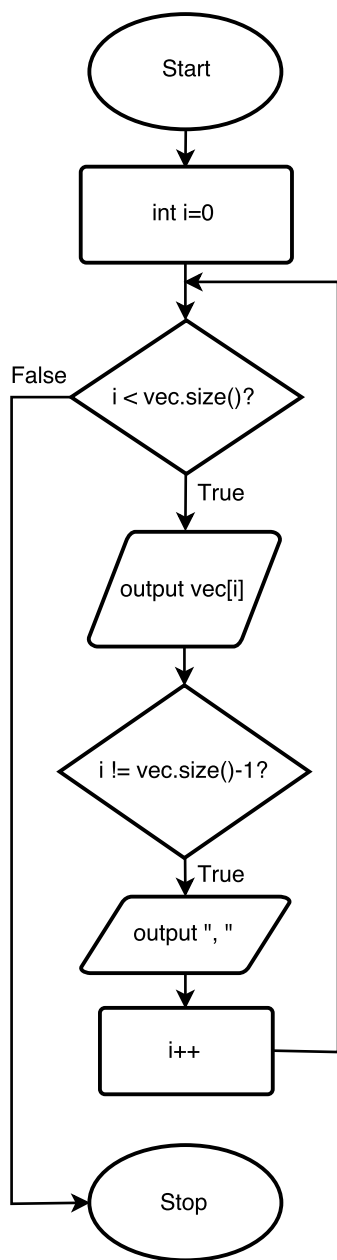 Start
int i=0
False
i < vec.size()?
True
output vec[i]
i != vec.size()-1?
True
output ", "
i++
Stop